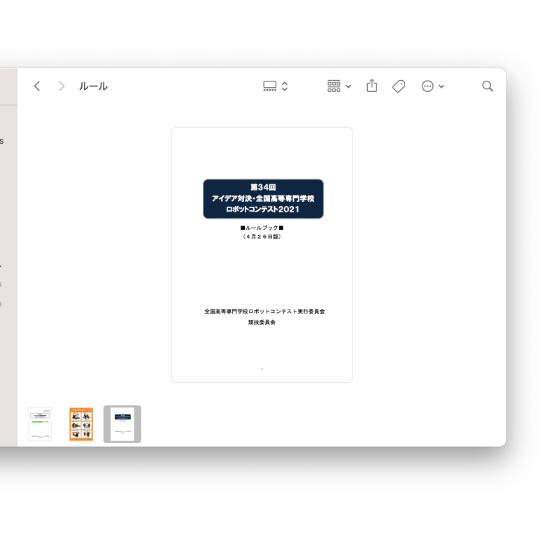 ルール
第34回
アイデア対決・全国高等専門学校
ロボットコンテスト2021
■ルールブック■
（４月２６日版）
全国高等専門学校ロボットコンテスト実行委員会
競技委員会